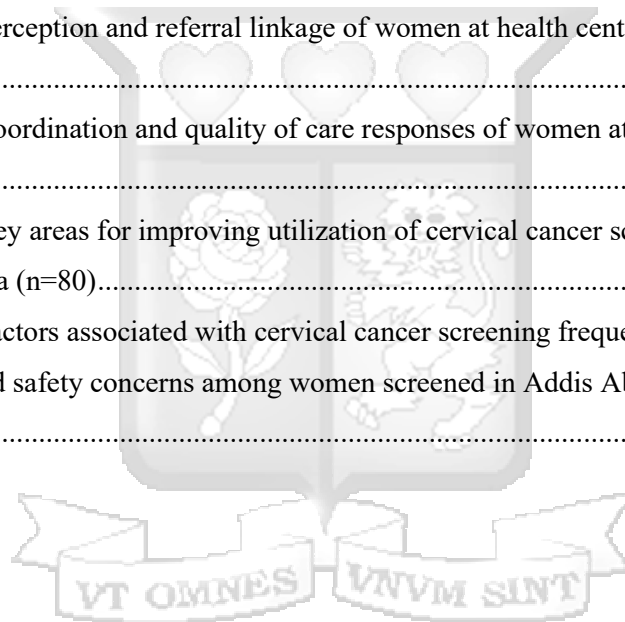 erception and referral linkage of women at health cent
..................................................................................
oordination and quality of care responses of women at
..................................................................................
ey areas for improving utilization of cervical cancer sc
a (n=80)......................................................................
actors associated with cervical cancer screening freque
d safety concerns among women screened in Addis Ab
..................................................................................
VT OMNES VNVM SINT